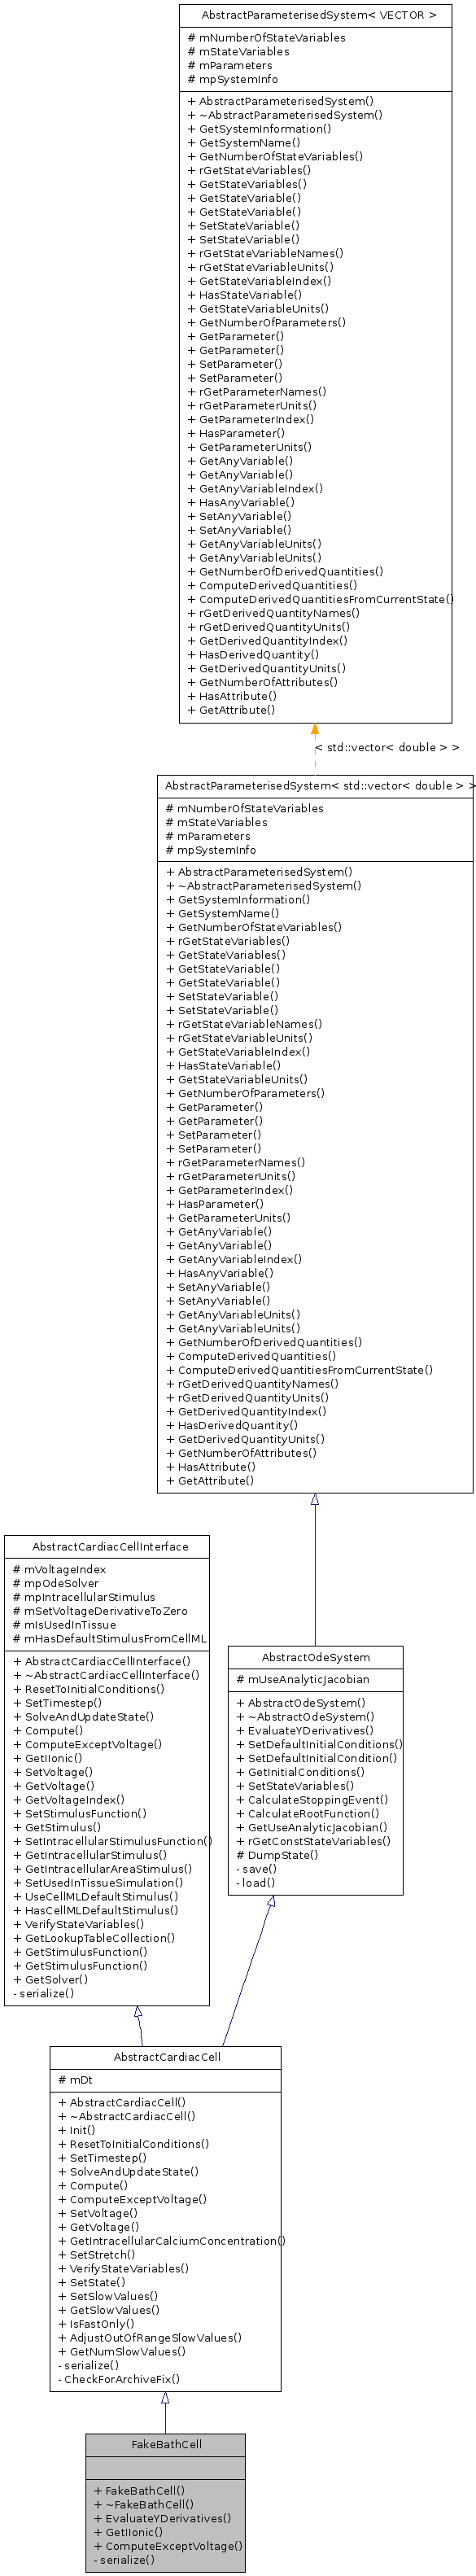 AbstractParameterisedSystem< VECTOR >
# mNumberOfStateVariables
# mStateVariables
# mParameters
# mpSystemInfo
+ AbstractParameterisedSystem()
+ ~AbstractParameterisedSystem()
+ GetSystemInformation()
+ GetSystemName()
+ GetNumberOfStateVariables()
+ rGetStateVariables()
+ GetStateVariables()
+ GetStateVariable()
+ GetStateVariable()
+ SetStateVariable()
+ SetStateVariable()
+ rGetStateVariableNames()
+ rGetStateVariableUnits()
+ GetStateVariableIndex()
+ HasStateVariable()
+ GetStateVariableUnits()
+ GetNumberOfParameters()
+ GetParameter()
+ GetParameter()
+ SetParameter()
+ SetParameter()
+ rGetParameterNames()
+ rGetParameterUnits()
+ GetParameterIndex()
+ HasParameter()
+ GetParameterUnits()
+ GetAnyVariable()
+ GetAnyVariable()
+ GetAnyVariableIndex()
+ HasAnyVariable()
+ SetAnyVariable()
+ SetAnyVariable()
+ GetAnyVariableUnits()
+ GetAnyVariableUnits()
+ GetNumberOfDerivedQuantities()
+ ComputeDerivedQuantities()
+ ComputeDerivedQuantitiesFromCurrentState()
+ rGetDerivedQuantityNames()
+ rGetDerivedQuantityUnits()
+ GetDerivedQuantityIndex()
+ HasDerivedQuantity()
+ GetDerivedQuantityUnits()
+ GetNumberOfAttributes()
+ HasAttribute()
+ GetAttribute()
< std::vector< double > >
AbstractParameterisedSystem< std::vector< double > >
# mNumberOfStateVariables
# mStateVariables
# mParameters
# mpSystemInfo
+ AbstractParameterisedSystem()
+ ~AbstractParameterisedSystem()
+ GetSystemInformation()
+ GetSystemName()
+ GetNumberOfStateVariables()
+ rGetStateVariables()
+ GetStateVariables()
+ GetStateVariable()
+ GetStateVariable()
+ SetStateVariable()
+ SetStateVariable()
+ rGetStateVariableNames()
+ rGetStateVariableUnits()
+ GetStateVariableIndex()
+ HasStateVariable()
+ GetStateVariableUnits()
+ GetNumberOfParameters()
+ GetParameter()
+ GetParameter()
+ SetParameter()
+ SetParameter()
+ rGetParameterNames()
+ rGetParameterUnits()
+ GetParameterIndex()
+ HasParameter()
+ GetParameterUnits()
+ GetAnyVariable()
+ GetAnyVariable()
+ GetAnyVariableIndex()
+ HasAnyVariable()
+ SetAnyVariable()
+ SetAnyVariable()
+ GetAnyVariableUnits()
+ GetAnyVariableUnits()
+ GetNumberOfDerivedQuantities()
+ ComputeDerivedQuantities()
+ ComputeDerivedQuantitiesFromCurrentState()
+ rGetDerivedQuantityNames()
+ rGetDerivedQuantityUnits()
+ GetDerivedQuantityIndex()
+ HasDerivedQuantity()
+ GetDerivedQuantityUnits()
+ GetNumberOfAttributes()
+ HasAttribute()
+ GetAttribute()
AbstractCardiacCellInterface
# mVoltageIndex
# mpOdeSolver
# mpIntracellularStimulus
# mSetVoltageDerivativeToZero
# mIsUsedInTissue
# mHasDefaultStimulusFromCellML
+ AbstractCardiacCellInterface()
+ ~AbstractCardiacCellInterface()
+ ResetToInitialConditions()
+ SetTimestep()
+ SolveAndUpdateState()
+ Compute()
+ ComputeExceptVoltage()
+ GetIIonic()
+ SetVoltage()
+ GetVoltage()
+ GetVoltageIndex()
+ SetStimulusFunction()
+ GetStimulus()
+ SetIntracellularStimulusFunction()
+ GetIntracellularStimulus()
+ GetIntracellularAreaStimulus()
+ SetUsedInTissueSimulation()
+ UseCellMLDefaultStimulus()
+ HasCellMLDefaultStimulus()
+ VerifyStateVariables()
+ GetLookupTableCollection()
+ GetStimulusFunction()
+ GetStimulusFunction()
+ GetSolver()
- serialize()
AbstractOdeSystem
# mUseAnalyticJacobian
+ AbstractOdeSystem()
+ ~AbstractOdeSystem()
+ EvaluateYDerivatives()
+ SetDefaultInitialConditions()
+ SetDefaultInitialCondition()
+ GetInitialConditions()
+ SetStateVariables()
+ CalculateStoppingEvent()
+ CalculateRootFunction()
+ GetUseAnalyticJacobian()
+ rGetConstStateVariables()
# DumpState()
- save()
- load()
AbstractCardiacCell
# mDt
+ AbstractCardiacCell()
+ ~AbstractCardiacCell()
+ Init()
+ ResetToInitialConditions()
+ SetTimestep()
+ SolveAndUpdateState()
+ Compute()
+ ComputeExceptVoltage()
+ SetVoltage()
+ GetVoltage()
+ GetIntracellularCalciumConcentration()
+ SetStretch()
+ VerifyStateVariables()
+ SetState()
+ SetSlowValues()
+ GetSlowValues()
+ IsFastOnly()
+ AdjustOutOfRangeSlowValues()
+ GetNumSlowValues()
- serialize()
- CheckForArchiveFix()
FakeBathCell
+ FakeBathCell()
+ ~FakeBathCell()
+ EvaluateYDerivatives()
+ GetIIonic()
+ ComputeExceptVoltage()
- serialize()